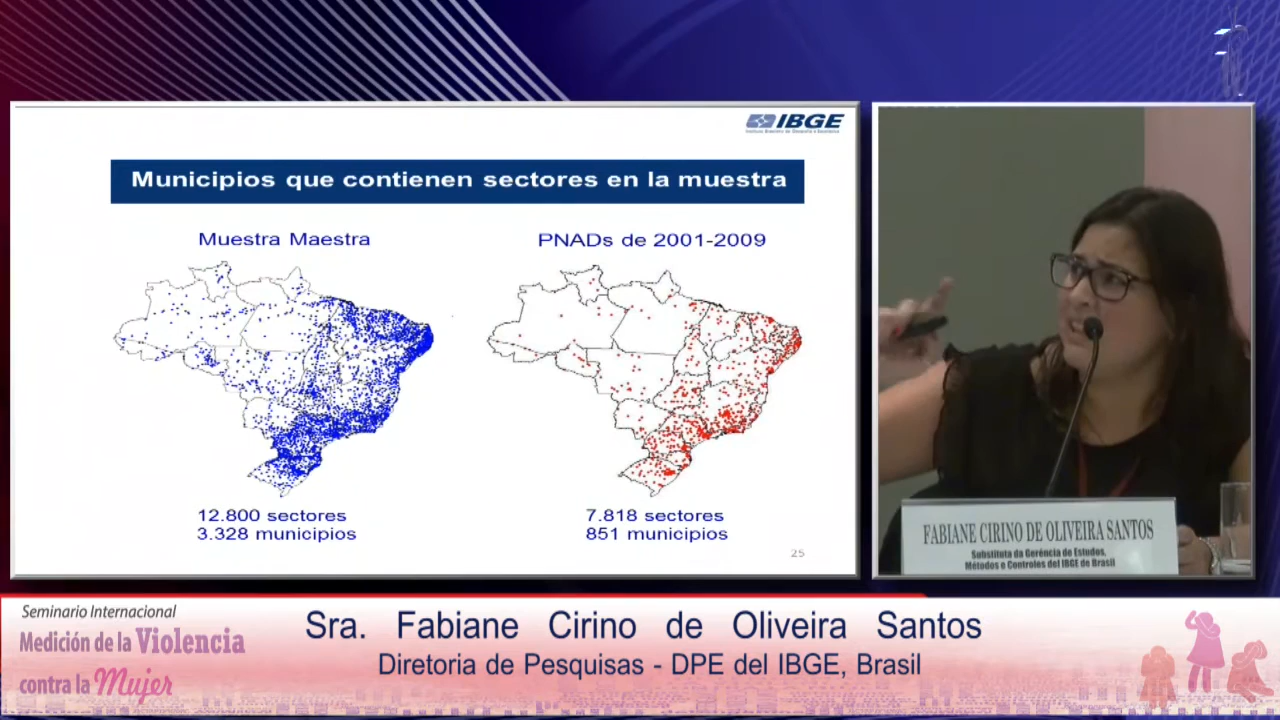 IBGE
Municipios que contienen sectores en la muestra
Muestra Maestra
PNADs de 2001-2009
12.800 sectores
3.328 municipios
7.818 sectores
851 municipios
25
FABIANE CIRINO DE OLIVEIRA SANTOS
Substituta da Gerência de Estudos,
Métodos e Controles del IBGE de Brasil
Seminario Internacional
Medición de la Violencia
contra la Mujer
Sra. Fabiane Cirino de Oliveira Santos
Diretoria de Pesquisas - DPE del IBGE, Brasil